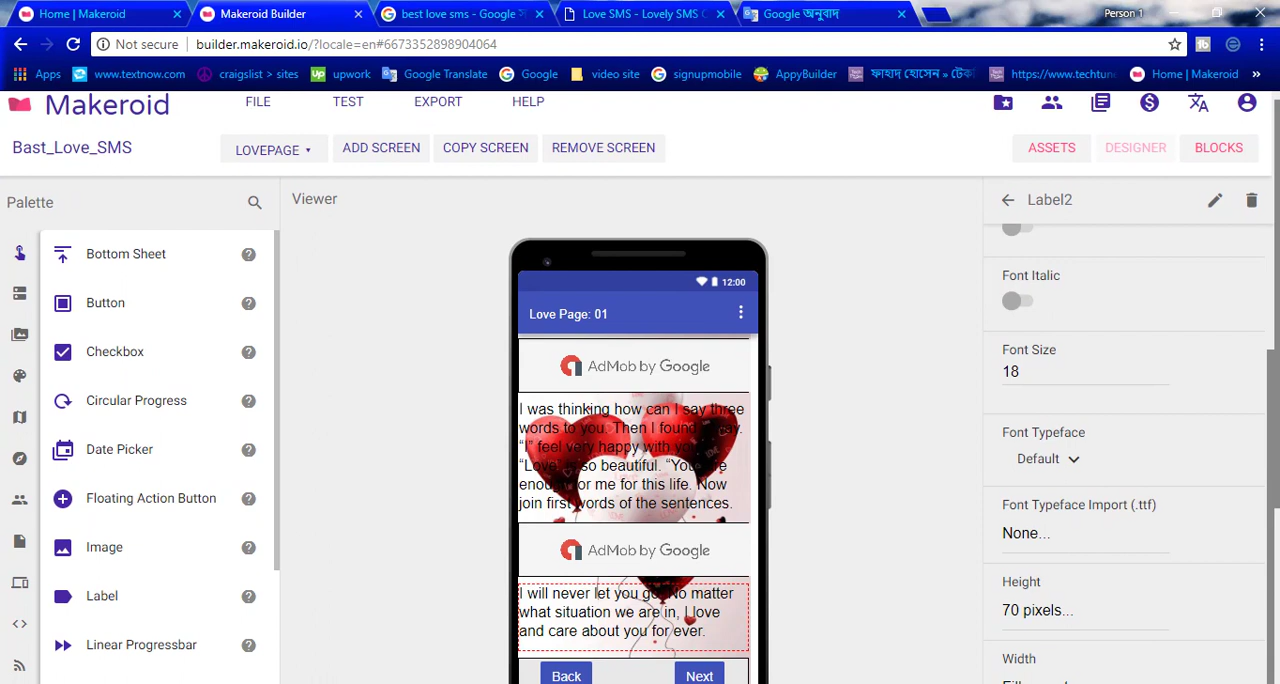 Home | Makeroid
Makeroid Builder
best love sms - Google স
Love SMS - Lovely SMS C
Google অনুবাদ
Person 1
Not secure | builder.makeroid.io/?locale=en#6673352898904064
Apps www.textnow.com craigslist > sites upwork Google Translate Google video site signupmobile AppyBuilder ফাহাদ হোসেন » টেক https://www.techtune Home | Makeroid »
Makeroid
FILE TEST EXPORT HELP
Bast_Love_SMS
LOVEPAGE ADD SCREEN COPY SCREEN REMOVE SCREEN
ASSETS DESIGNER BLOCKS
Palette
Bottom Sheet
Button
Checkbox
Circular Progress
Date Picker
Floating Action Button
Image
Label
Linear Progressbar
Viewer
12:00
Love Page: 01
AdMob by Google
I was thinking how can I say three
words to you. Then I found
“I” feel very happy with
“Love” so beautiful. “You
for me for this life. Now
join first words of the sentences.
AdMob by Google
I will never let you go. No matter
what situation we are in, I love
and care about you for ever.
Back Next
Label2
Font Italic
Font Size
18
Font Typeface
Default
Font Typeface Import (.ttf)
None...
Height
70 pixels...
Width